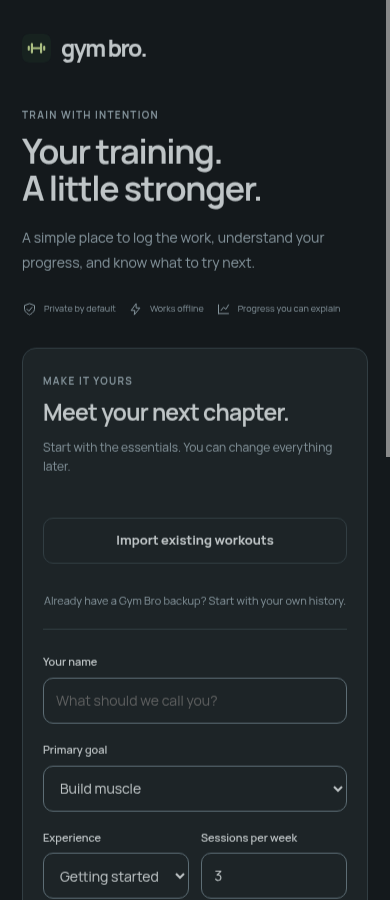 gym bro.
TRAIN WITH INTENTION
Your training.
A little stronger.
A simple place to log the work, understand your
progress, and know what to try next.
Private by default
Works offline
Progress you can explain
MAKE IT YOURS
Meet your next chapter.
Start with the essentials. You can change everything
later.
Import existing workouts
Already have a Gym Bro backup? Start with your own history.
Your name
What should we call you?
Primary goal
Build muscle
Experience
Sessions per week
Getting started
3